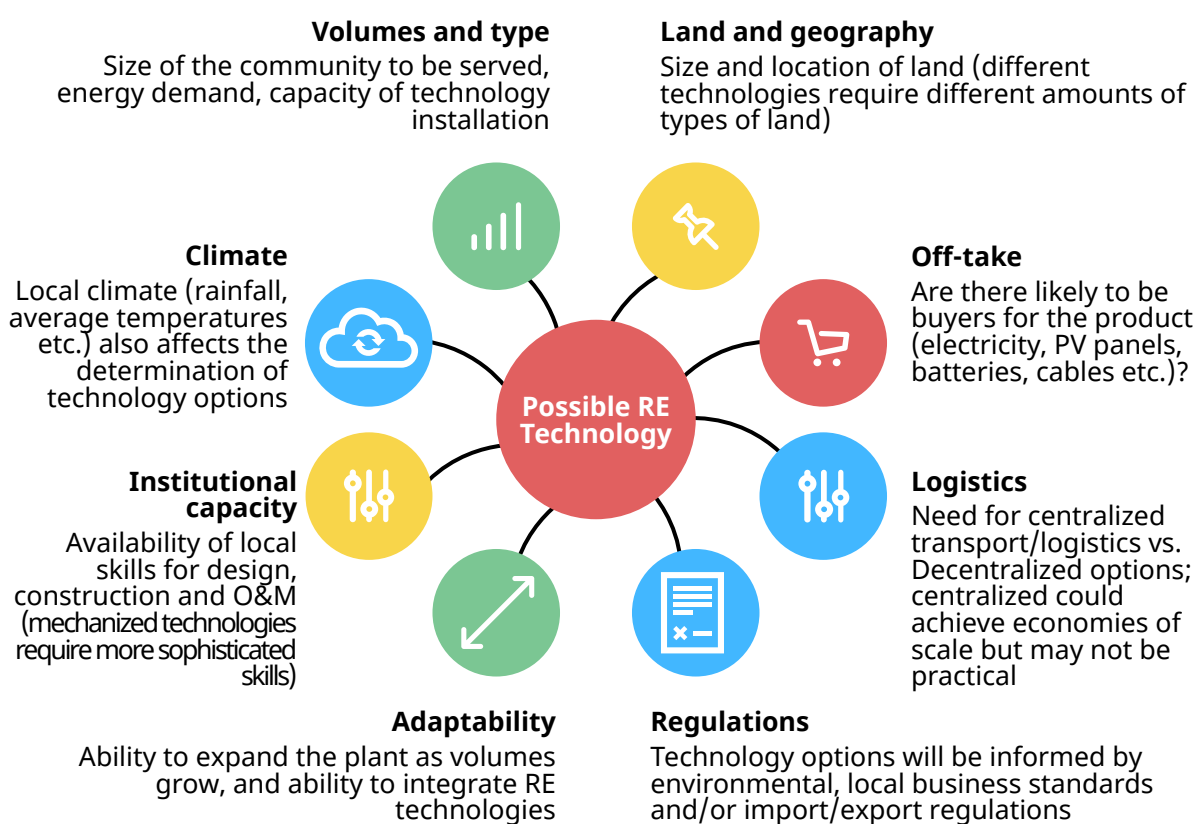 Volumes and type
Size of the community to be served,
energy demand, capacity of technology
installation
Land and geography
Size and location of land (different
technologies require different amounts of
types of land)
Climate
Local climate (rainfall,
average temperatures
etc.) also affects the
determination of
technology options
Off-take
Are there likely to be
buyers for the product
(electricity, PV panels,
batteries, cables etc.)?
Possible RE
Technology
Institutional
capacity
Availability of local
skills for design,
construction and O&M
(mechanized technologies
require more sophisticated
skills)
Logistics
Need for centralized
transport/logistics vs.
Decentralized options;
centralized could
achieve economies of
scale but may not be
practical
Adaptability
Ability to expand the plant as volumes
grow, and ability to integrate RE
technologies
Regulations
Technology options will be informed by
environmental, local business standards
and/or import/export regulations